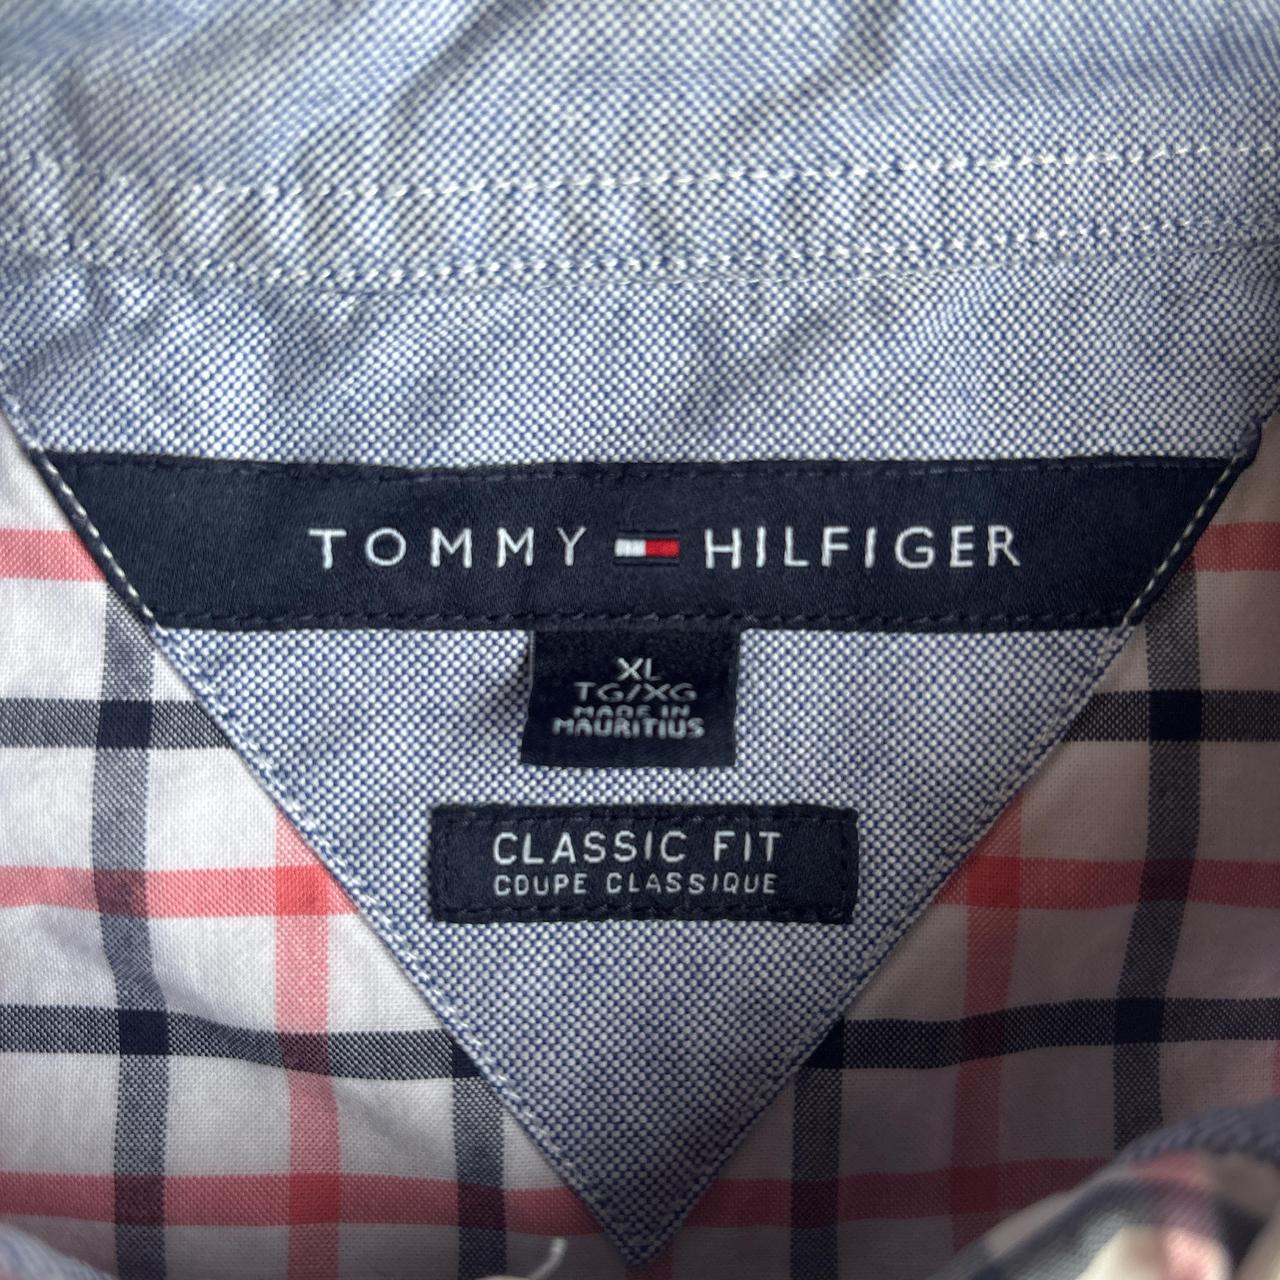 TOMMY HILFIGER
XL
TG/XG
MADE IN
MAURITIUS
CLASSIC FIT
COUPE CLASSIQUE